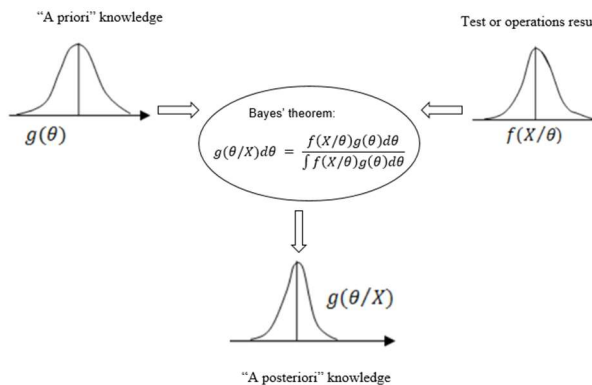 “A priori” knowledge
Test or operations resu
g(θ)
Bayes’ theorem:
g(θ/X)dθ = f(X/θ)g(θ)dθ / ∫ f(X/θ)g(θ)dθ
f(X/θ)
g(θ/X)
“A posteriori” knowledge